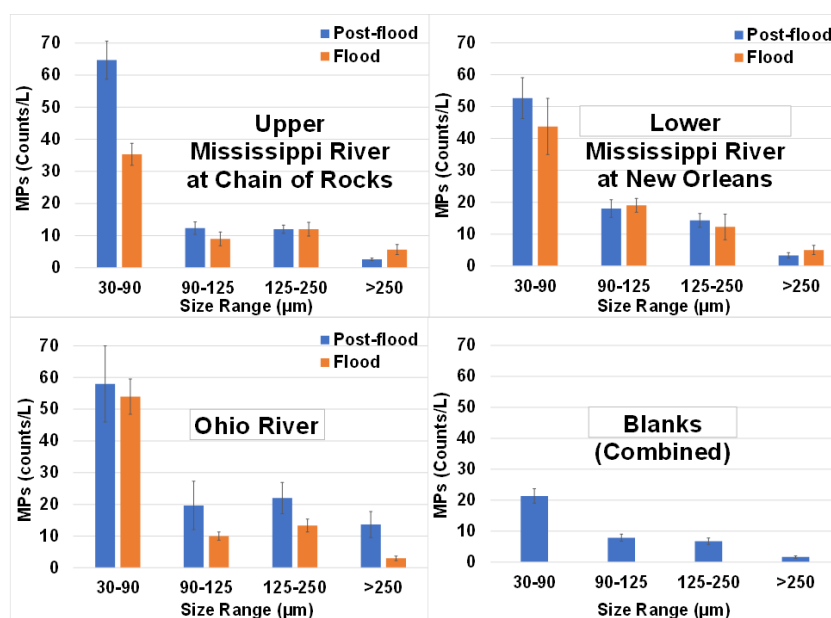 Post-flood
Flood
Upper
Mississippi River
at Chain of Rocks
MPs (Counts/L)
70
60
50
40
30
20
10
0
30-90 90-125 125-250 >250
Size Range (µm)
Post-flood
Flood
Lower
Mississippi River
at New Orleans
MPs (Counts/L)
70
60
50
40
30
20
10
0
30-90 90-125 125-250 >250
Size Range (µm)
Post-flood
Flood
Ohio River
MPs (counts/L)
70
60
50
40
30
20
10
0
30-90 90-125 125-250 >250
Size Range (µm)
Blanks
(Combined)
MPs (Counts/L)
70
60
50
40
30
20
10
0
30-90 90-125 125-250 >250
Size Range (µm)